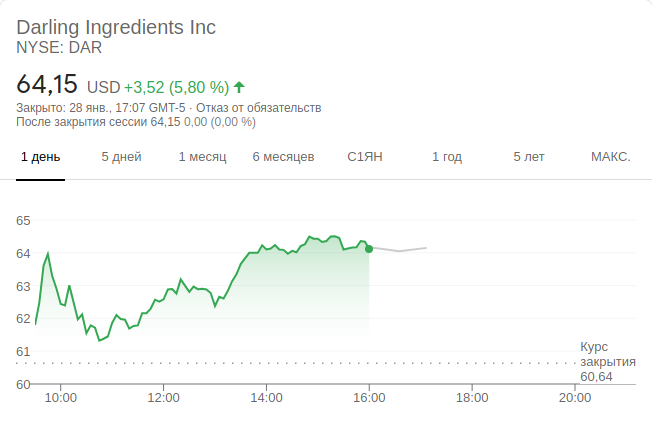 Darling Ingredients Inc
NYSE: DAR
64,15 USD +3,52 (5,80 %)
Закрыто: 28 янв., 17:07 GMT-5 · Отказ от обязательств
После закрытия сессии 64,15 0,00 (0,00 %)
1 день 5 дней 1 месяц 6 месяцев С1ЯН 1 год 5 лет МАКС.
65
64
63
62
61
60
Курс
закрытия
60,64
10:00 12:00 14:00 16:00 18:00 20:00